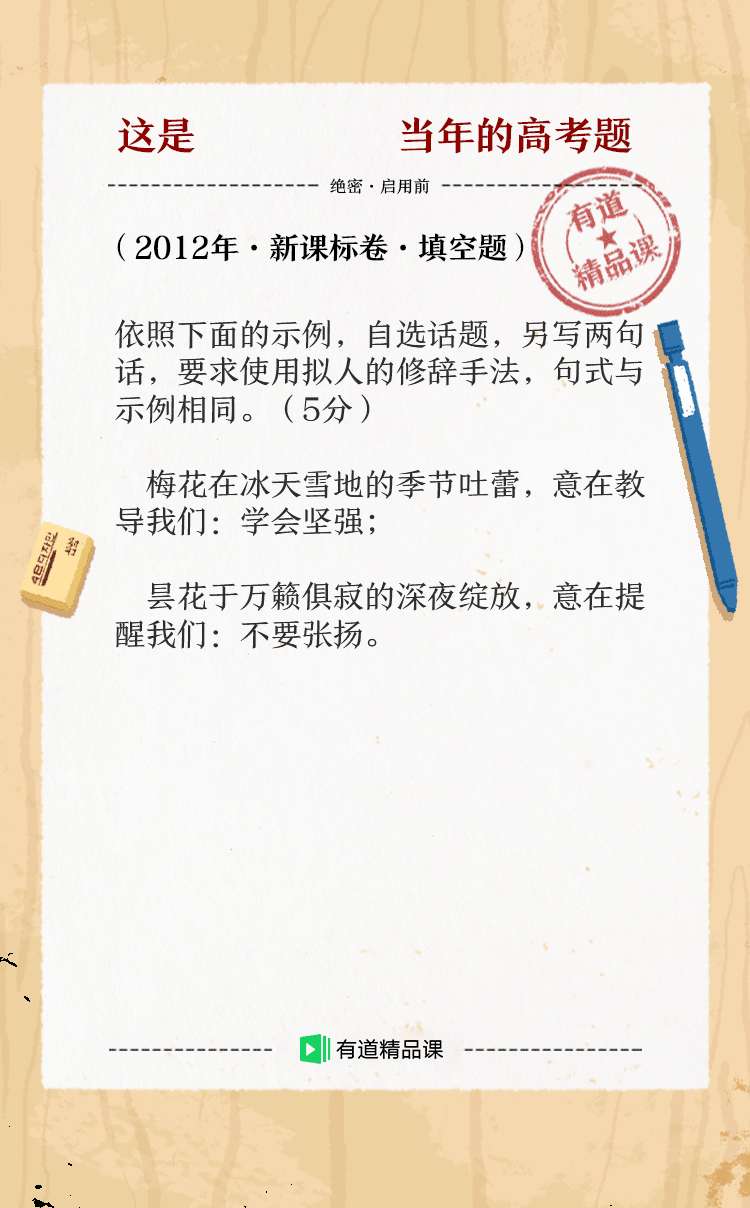 这是 当年的高考题
绝密·启用前
有道
精品课
（2012年·新课标卷·填空题）
依照下面的示例，自选话题，另写两句
话，要求使用拟人的修辞手法，句式与
示例相同。（5分）
梅花在冰天雪地的季节吐蕾，意在教
导我们：学会坚强；
昙花于万籁俱寂的深夜绽放，意在提
醒我们：不要张扬。
有道精品课